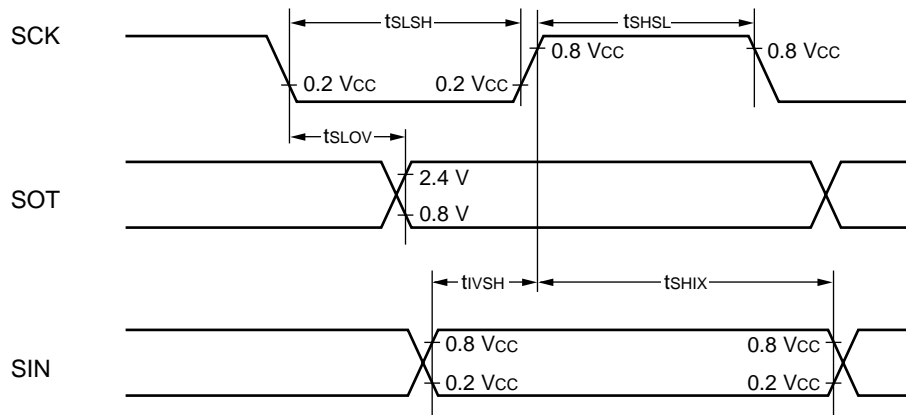 tSLSH
tSHSL
SCK
0.8 VCC
0.8 VCC
0.2 VCC
0.2 VCC
tSLOV
SOT
2.4 V
0.8 V
tIVSH
tSHIX
SIN
0.8 VCC
0.8 VCC
0.2 VCC
0.2 VCC